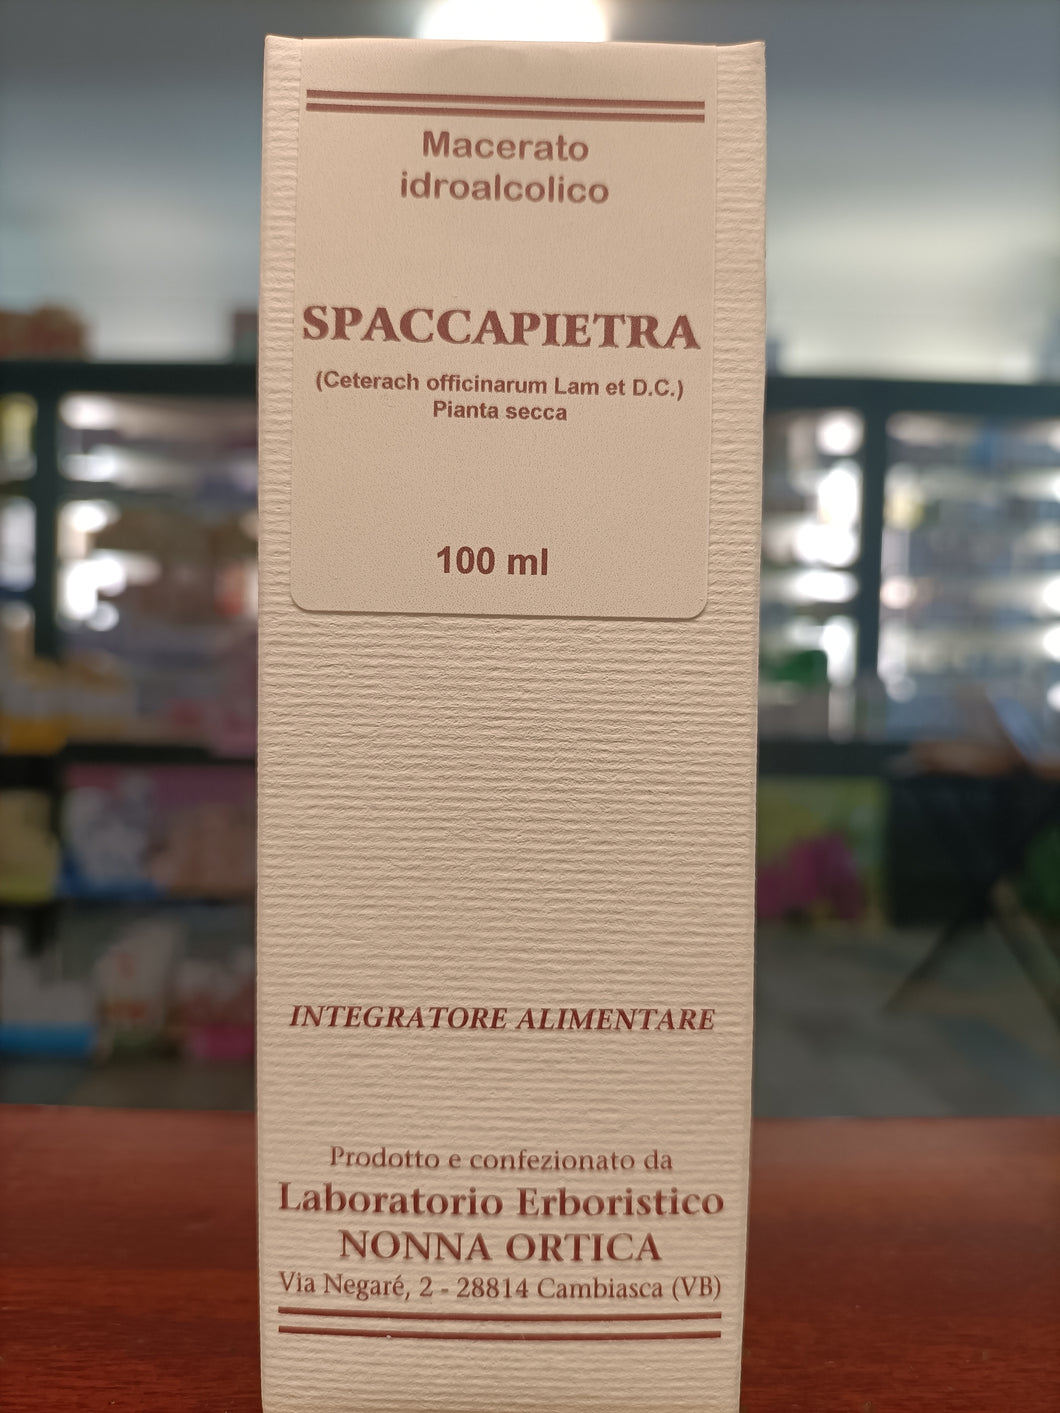 Macerato
idroalcolico
SPACCAPIETRA
(Ceterach officinarum Lam et D.C.)
Pianta secca
100 ml
INTEGRATORE ALIMENTARE
Prodotto e confezionato da
Laboratorio Erboristico
NONNA ORTICA
Via Negaré, 2 - 28814 Cambiasca (VB)